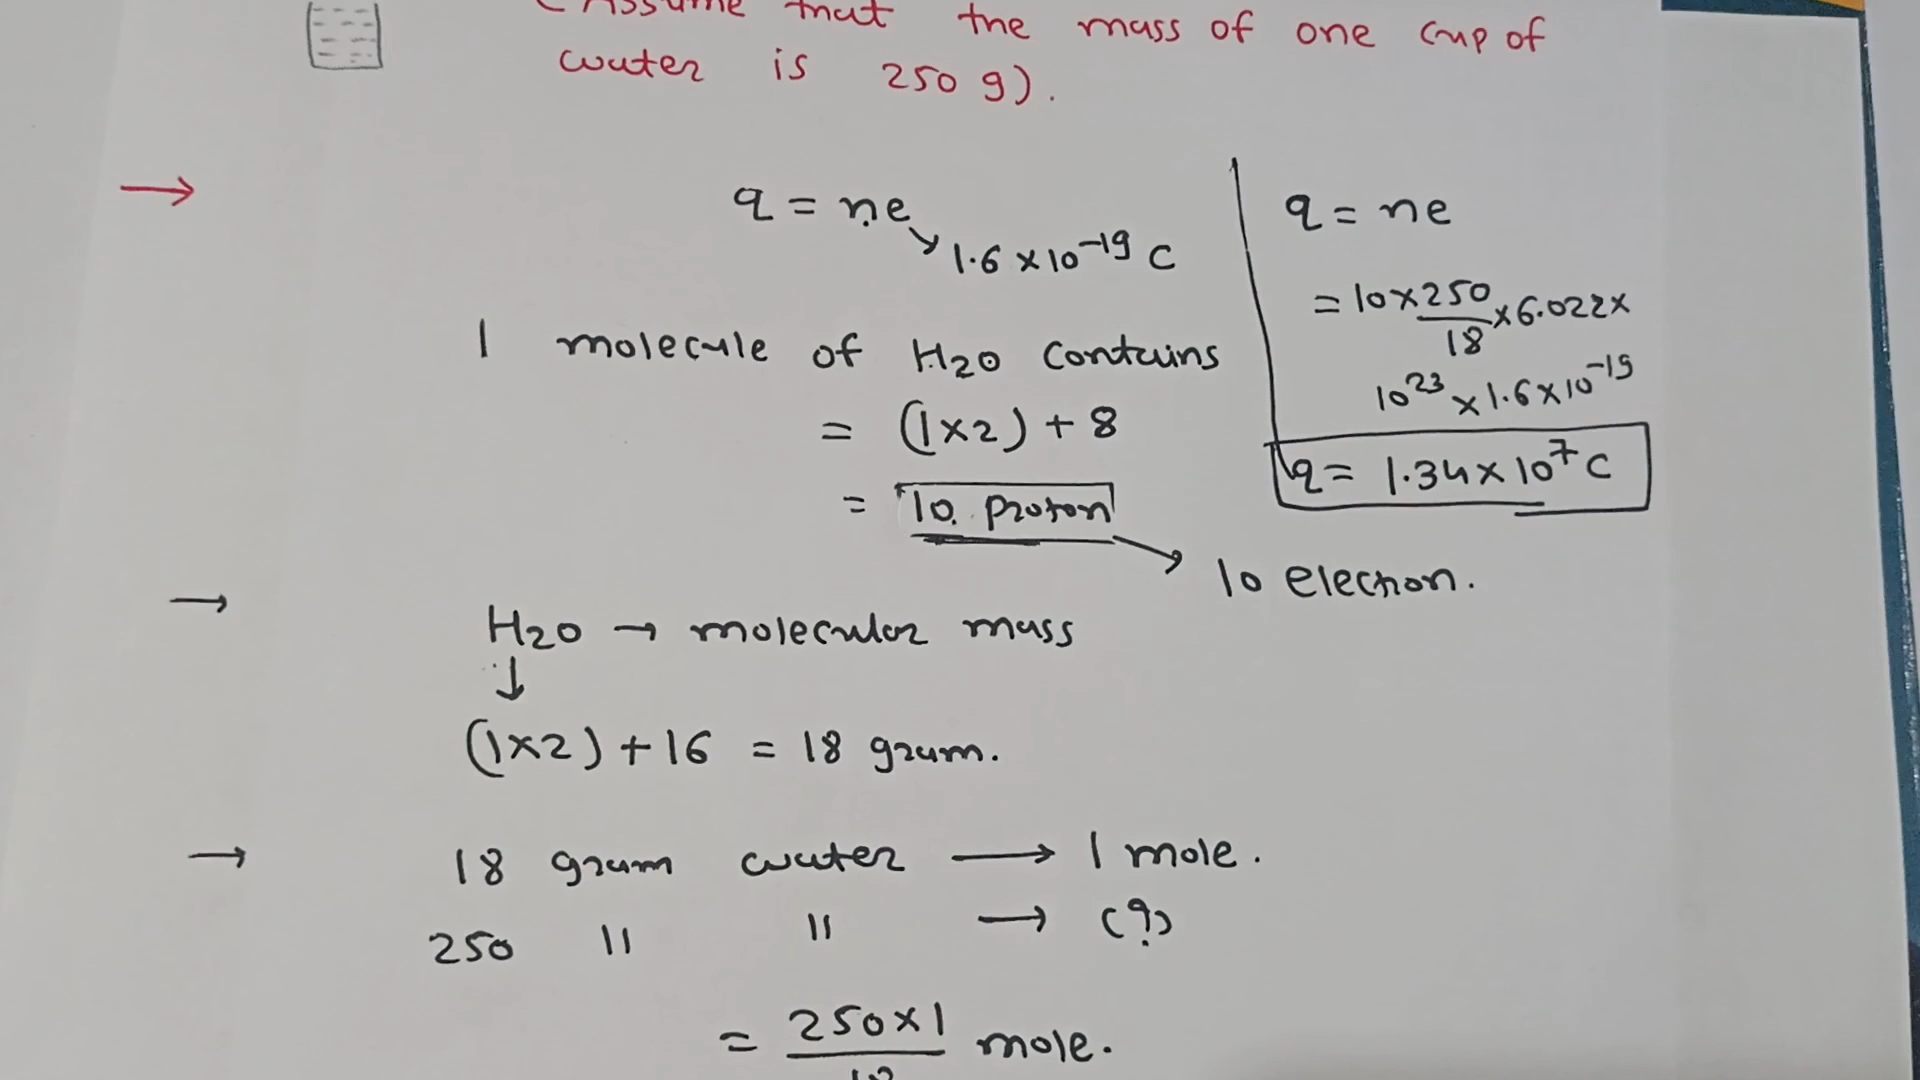 (Assume that the mass of one cup of
water is 250 g).
→ q = ne
→ 1.6 × 10⁻¹⁹ C
1 molecule of H2O contains
= (1×2) + 8
= 10 proton
→ 10 electron.
→ H2O → molecular mass
↓
(1×2) + 16 = 18 gram.
→ 18 gram water → 1 mole.
250 〃 〃 → (?)
= 250×1/18 mole.
q = ne
= 10×250/18 ×6.022×
10²³ × 1.6×10⁻¹⁹
q = 1.34×10⁷ C